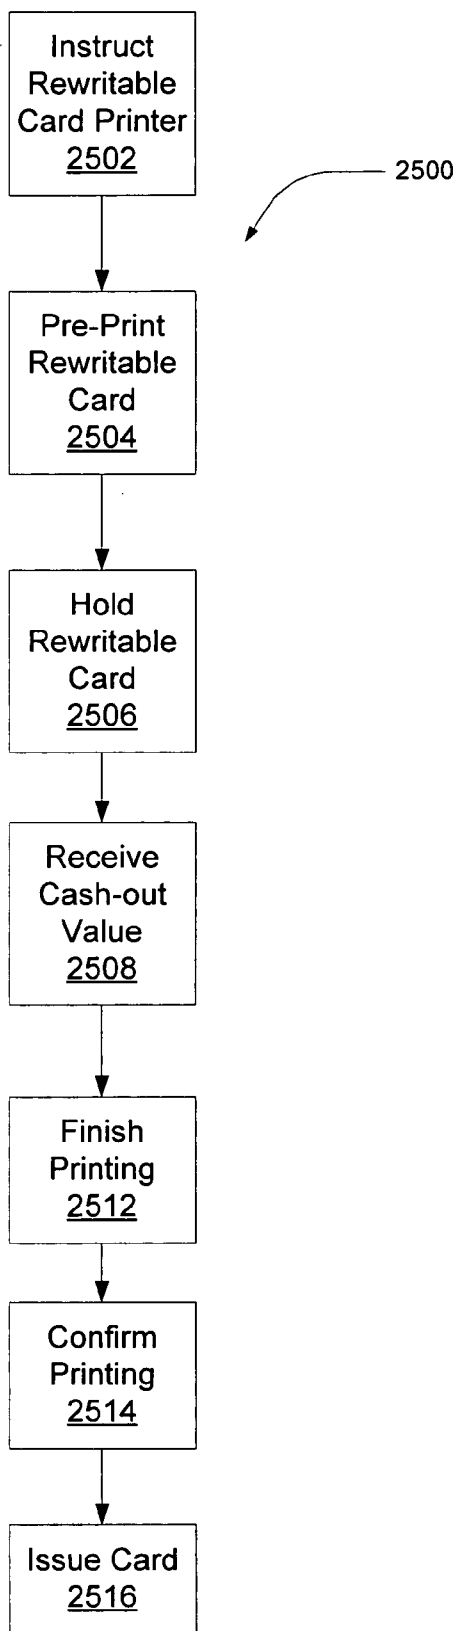 Instruct
Rewritable
Card Printer
2502
2500
Pre-Print
Rewritable
Card
2504
Hold
Rewritable
Card
2506
Receive
Cash-out
Value
2508
Finish
Printing
2512
Confirm
Printing
2514
Issue Card
2516